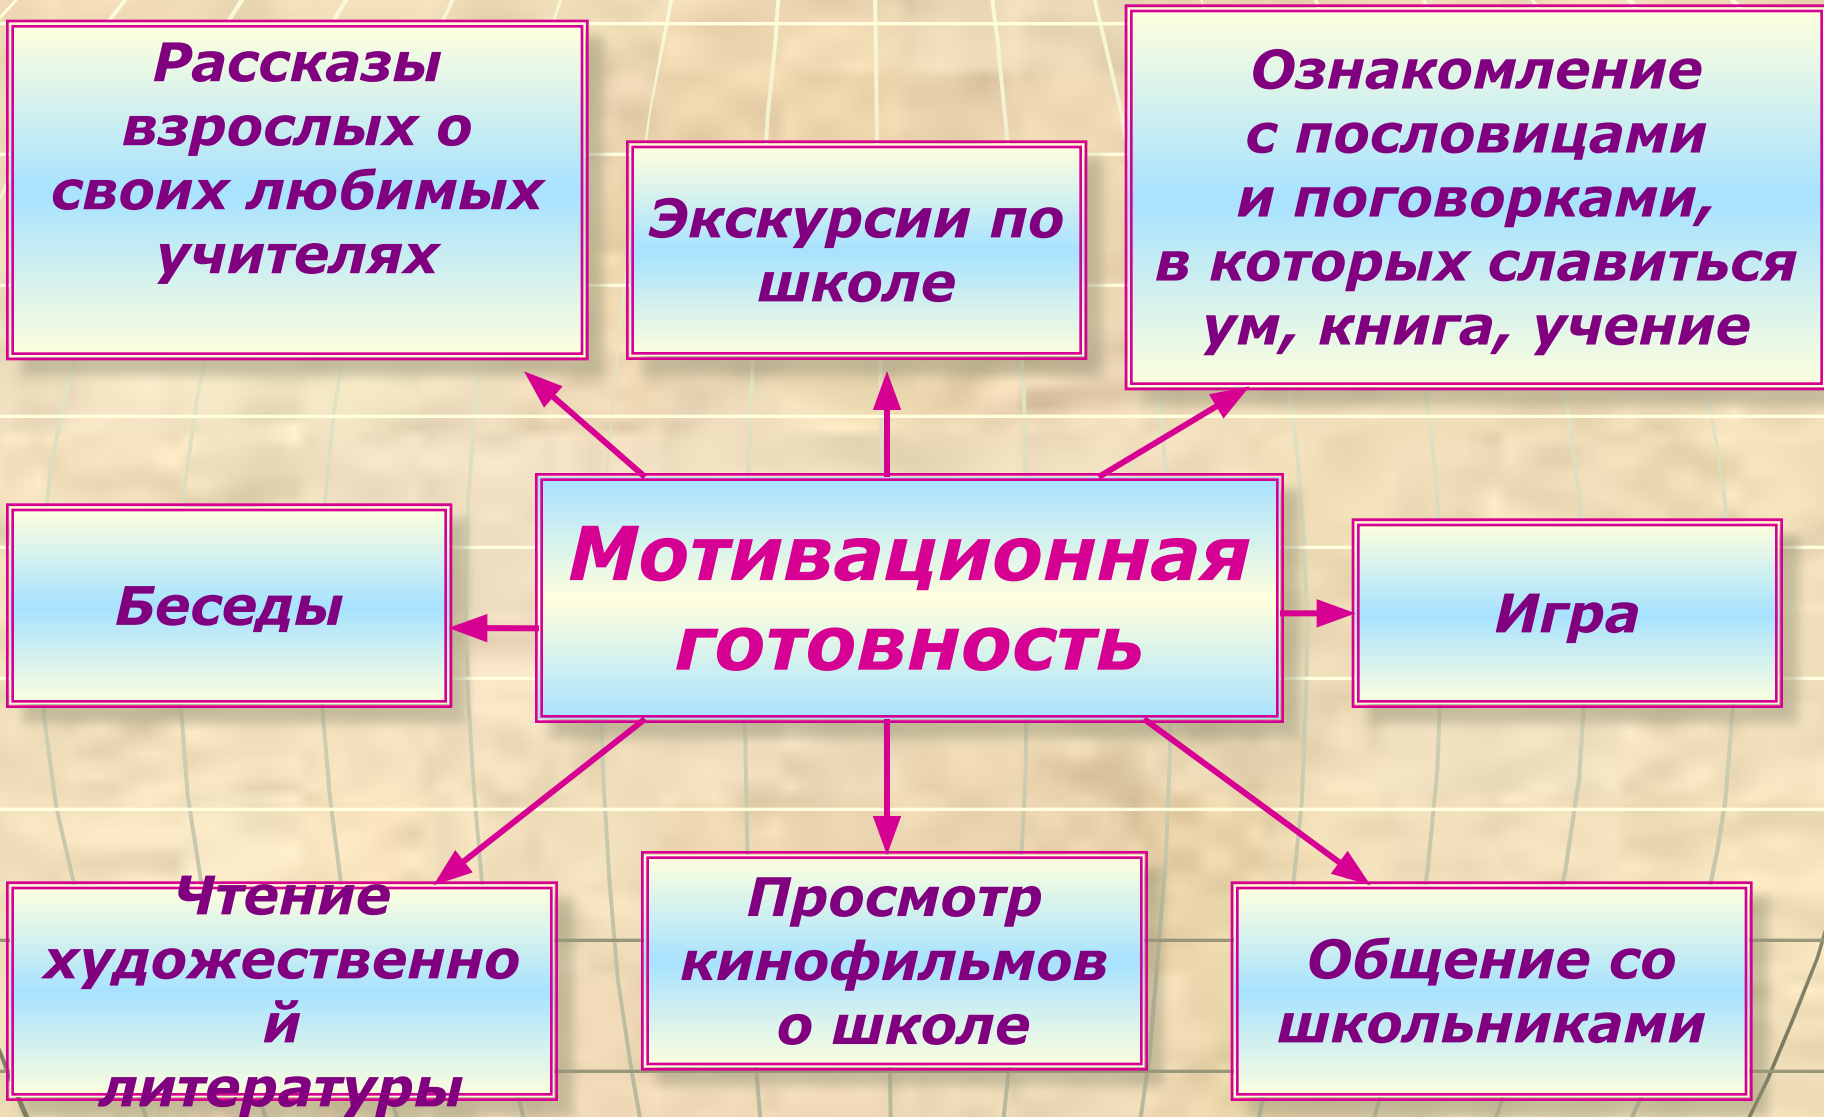 Рассказы
взрослых о
своих любимых
учителях
Экскурсии по
школе
Ознакомление
с пословицами
и поговорками,
в которых славиться
ум, книга, учение
Беседы
Мотивационная
готовность
Игра
Чтение
художественно
й
литературы
Просмотр
кинофильмов
о школе
Общение со
школьниками